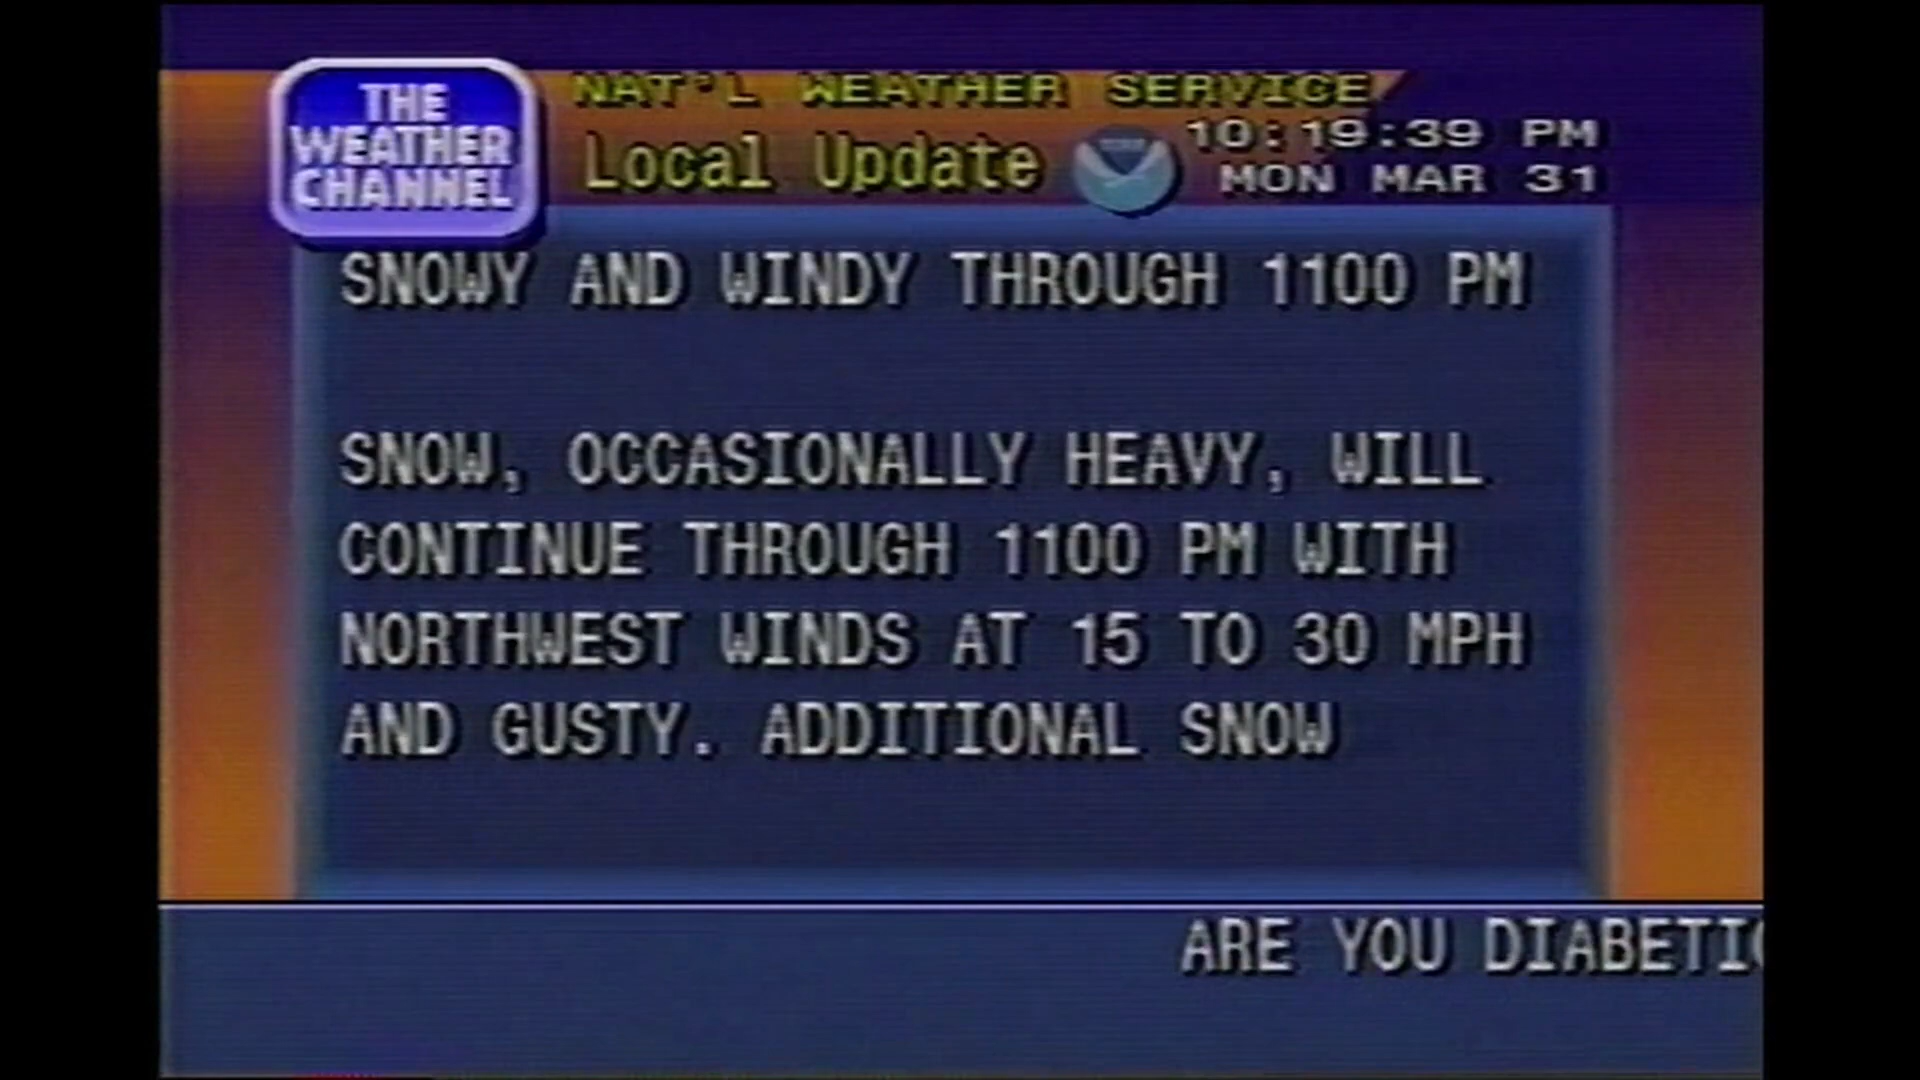 THE
WEATHER
CHANNEL
NAT'L WEATHER SERVICE
Local Update
10:19:39 PM
MON MAR 31
SNOWY AND WINDY THROUGH 1100 PM
SNOW, OCCASIONALLY HEAVY, WILL
CONTINUE THROUGH 1100 PM WITH
NORTHWEST WINDS AT 15 TO 30 MPH
AND GUSTY. ADDITIONAL SNOW
ARE YOU DIABETIC